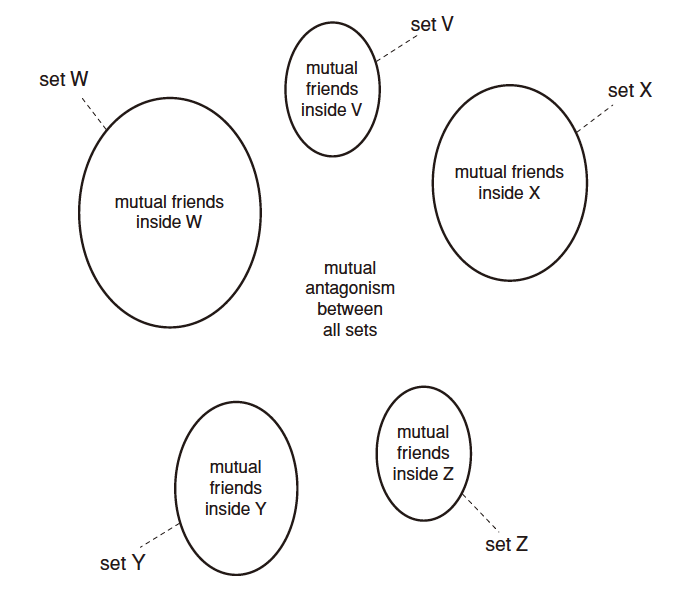 set V
set W
mutual
friends
inside V
set X
mutual friends
inside X
mutual friends
inside W
mutual
antagonism
between
all sets
mutual
friends
inside Z
mutual
friends
inside Y
set Z
set Y